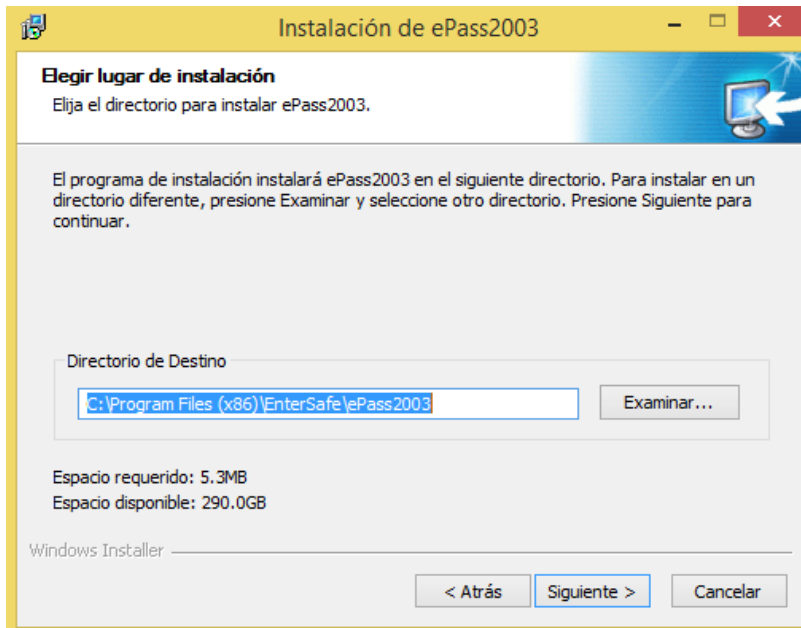 Instalación de ePass2003
Elegir lugar de instalación
Elija el directorio para instalar ePass2003.
El programa de instalación instalará ePass2003 en el siguiente directorio. Para instalar en un
directorio diferente, presione Examinar y seleccione otro directorio. Presione Siguiente para
continuar.
Directorio de Destino
C:\Program Files (x86)\EnterSafe\ePass2003
Examinar...
Espacio requerido: 5.3MB
Espacio disponible: 290.0GB
Windows Installer
< Atrás
Siguiente >
Cancelar